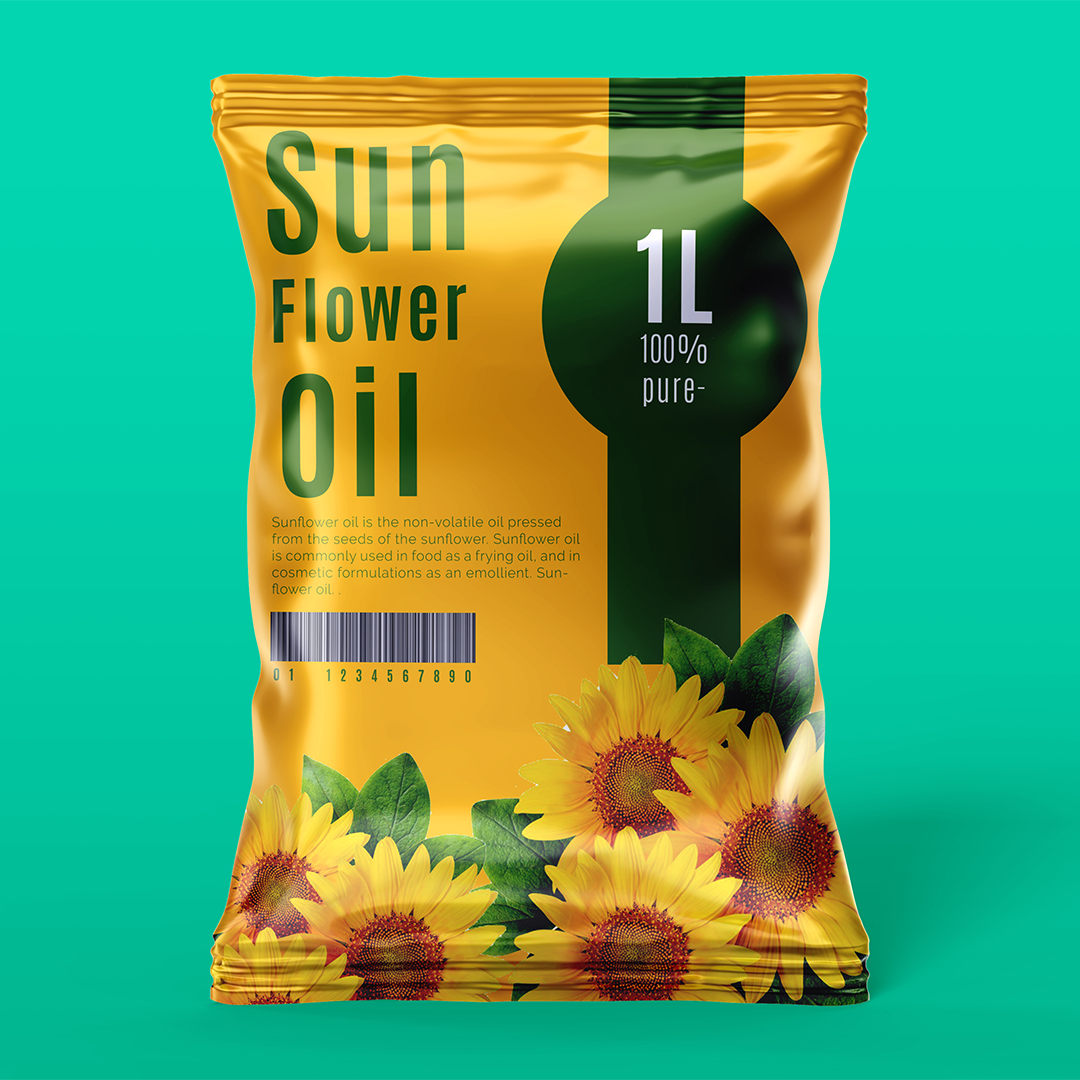 Sun
Flower
Oil
1L
100%
pure-
Sunflower oil is the non-volatile oil pressed
from the seeds of the sunflower. Sunflower oil
is commonly used in food as a frying oil, and in
cosmetic formulations as an emollient. Sun-
flower oil. .
01 1234567890